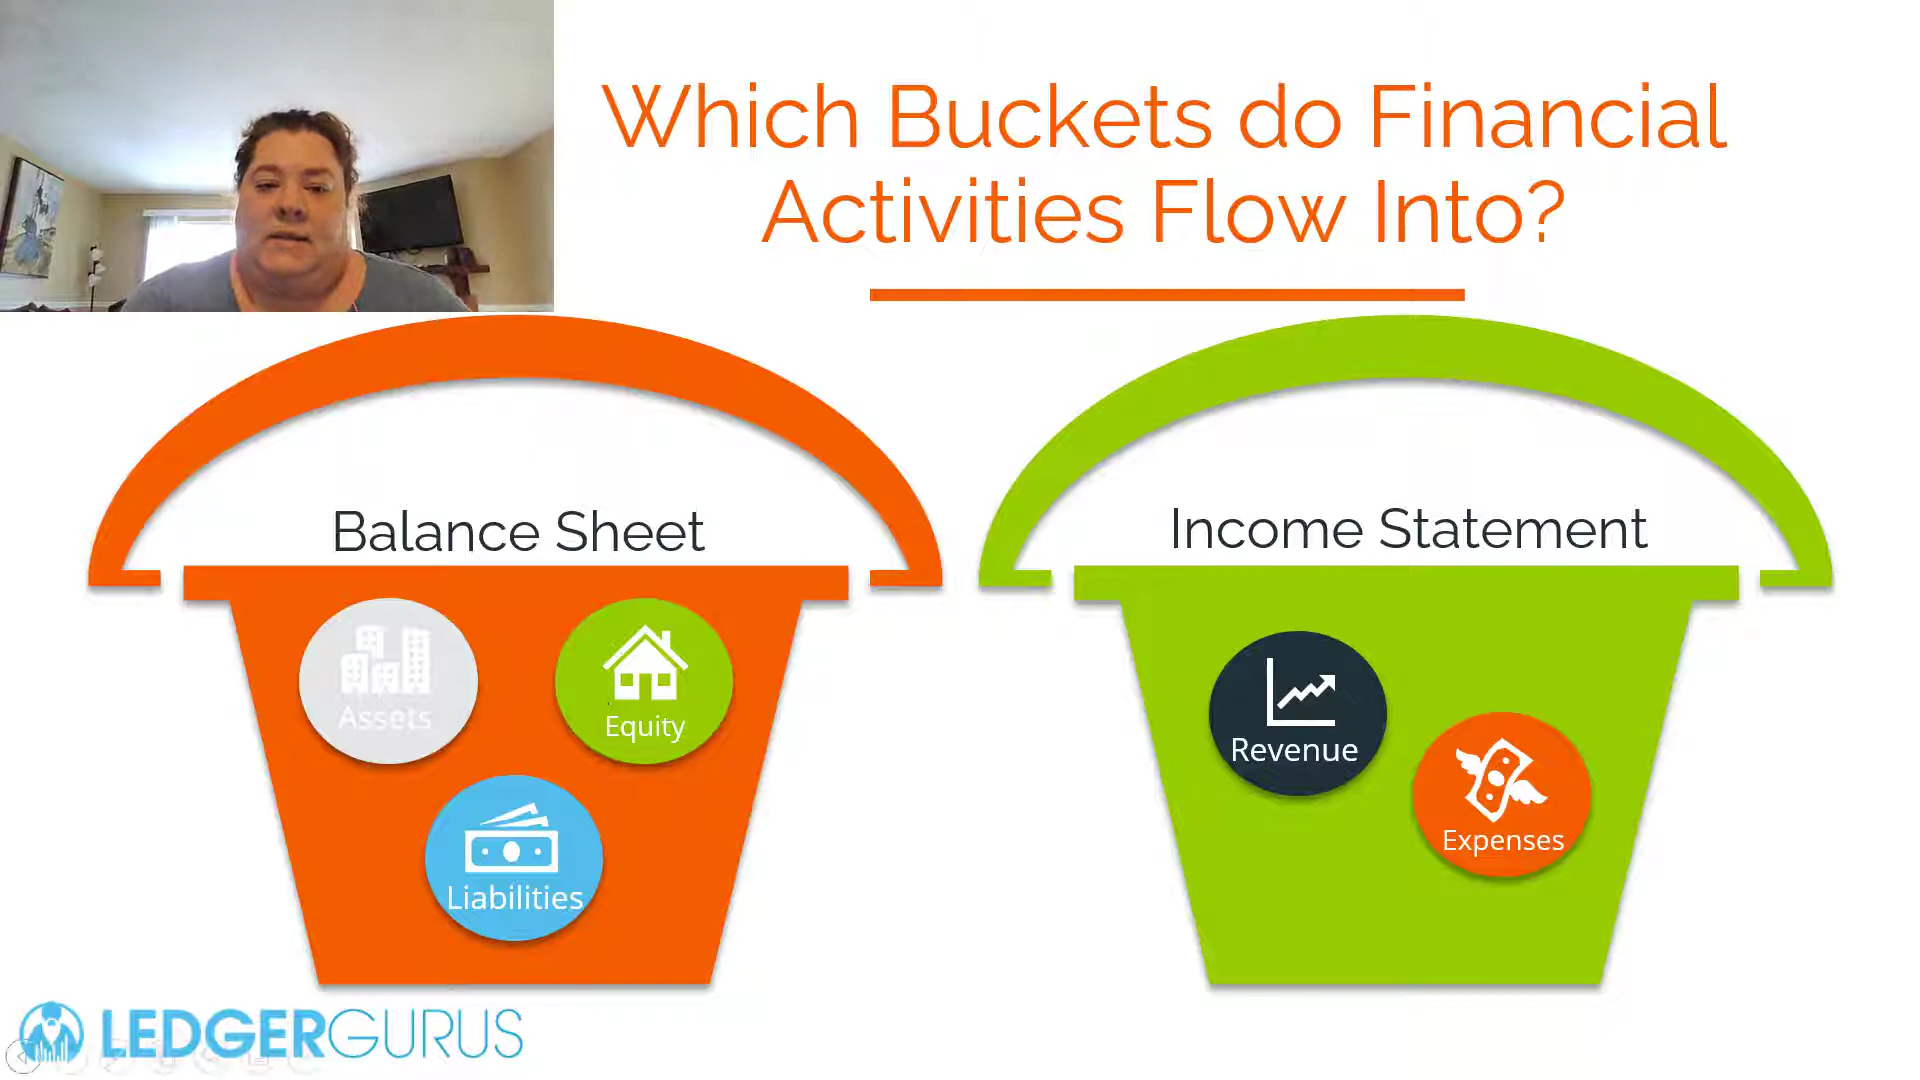 Which Buckets do Financial
Activities Flow Into?
Balance Sheet
Income Statement
Assets
Equity
Liabilities
Revenue
Expenses
LEDGERGURUS